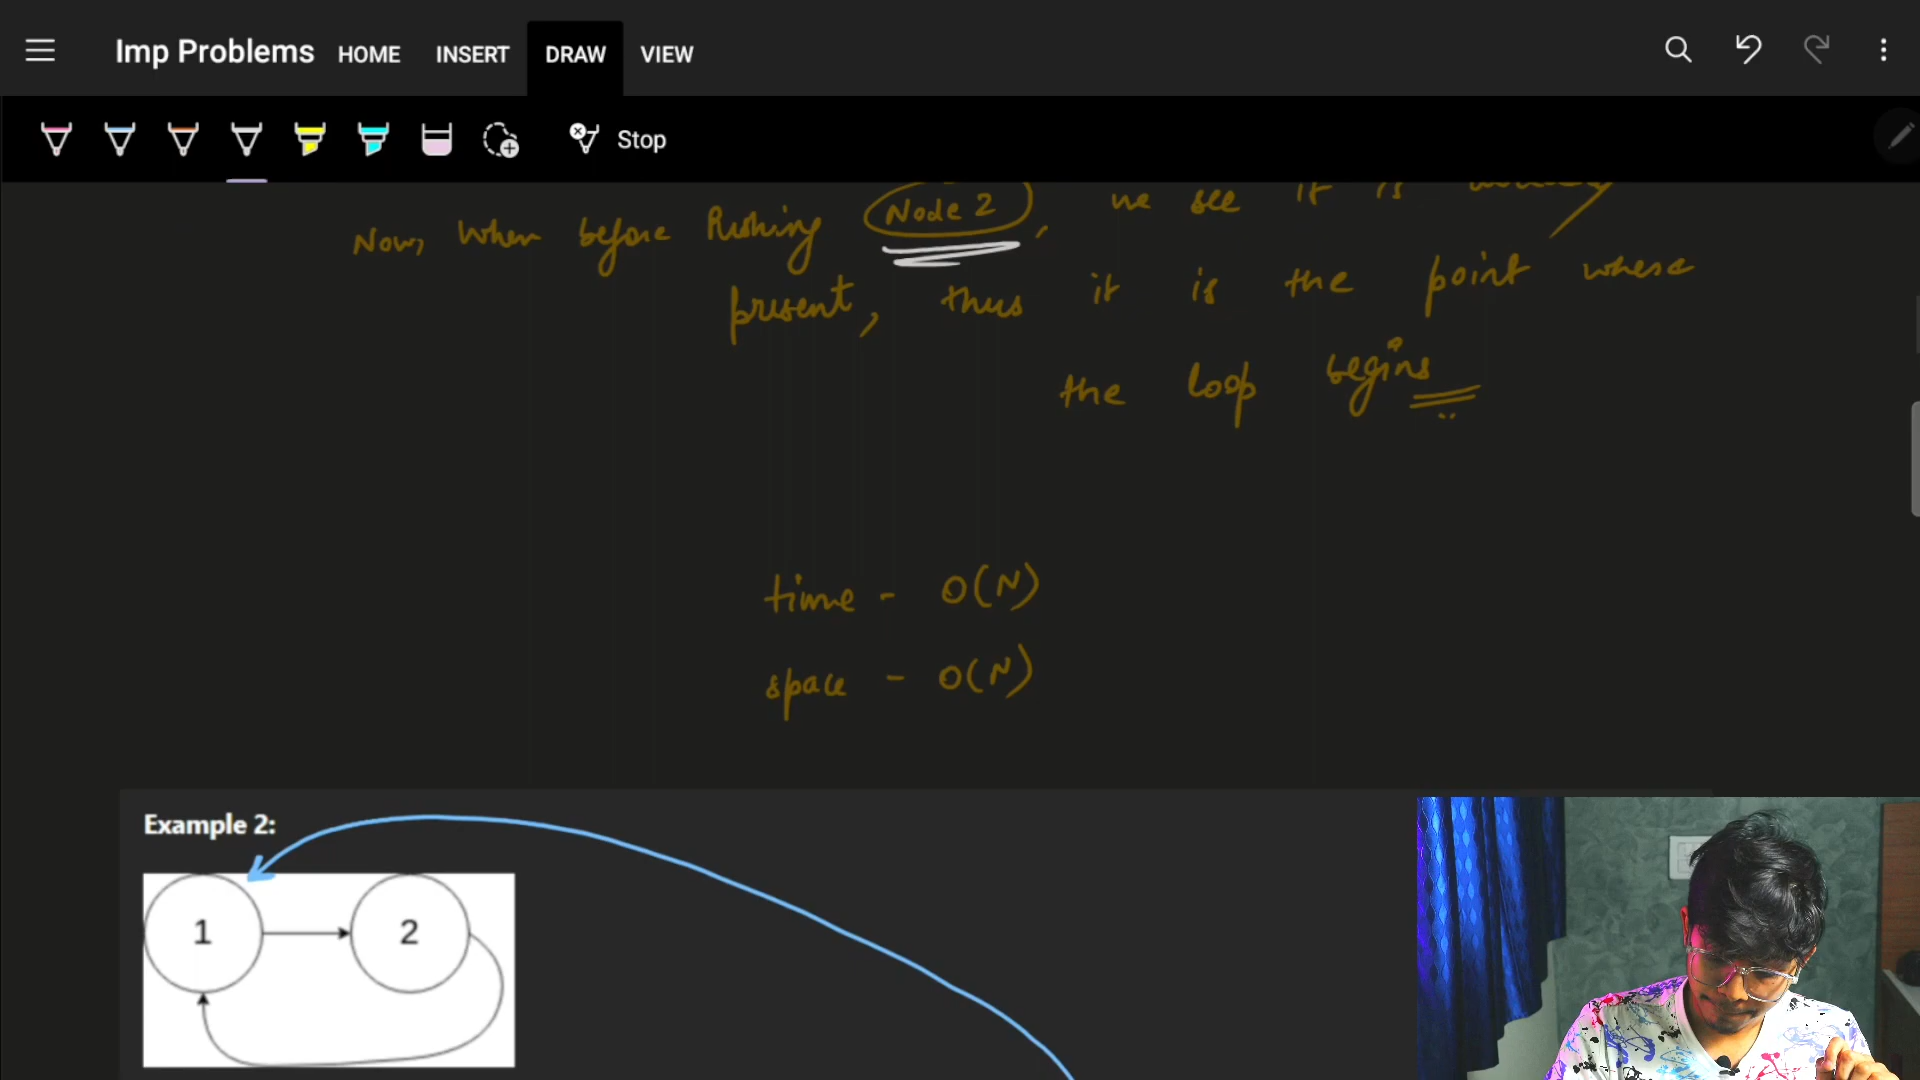 Imp Problems HOME INSERT DRAW VIEW
Stop
Now, when before Pushing Node 2, we see it is
present, thus it is the point where
the loop begins
time - O(N)
space - O(N)
Example 2:
1 2